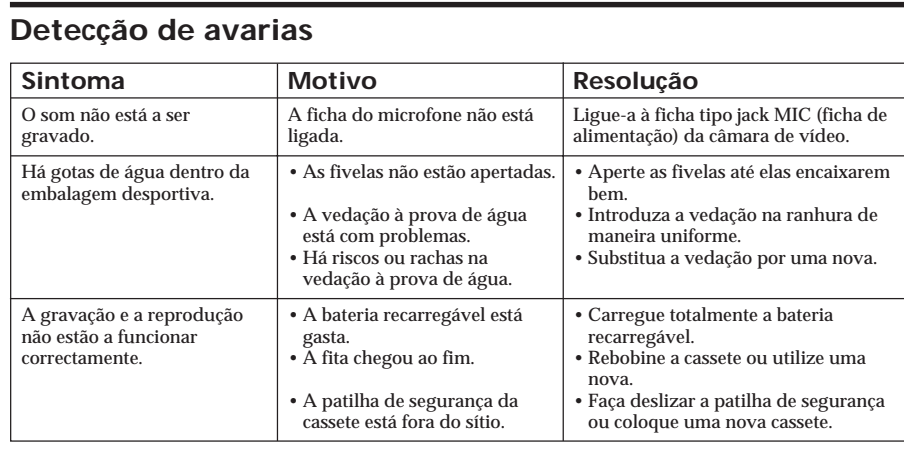 Detecção de avarias
Sintoma Motivo Resolução
O som não está a ser
gravado.
A ficha do microfone não está
ligada.
Ligue-a à ficha tipo jack MIC (ficha de
alimentação) da câmara de vídeo.
Há gotas de água dentro da
embalagem desportiva.
• As fivelas não estão apertadas.
• A vedação à prova de água
está com problemas.
• Há riscos ou rachas na
vedação à prova de água.
• Aperte as fivelas até elas encaixarem
bem.
• Introduza a vedação na ranhura de
maneira uniforme.
• Substitua a vedação por uma nova.
A gravação e a reprodução
não estão a funcionar
correctamente.
• A bateria recarregável está
gasta.
• A fita chegou ao fim.
• A patilha de segurança da
cassete está fora do sítio.
• Carregue totalmente a bateria
recarregável.
• Rebobine a cassete ou utilize uma
nova.
• Faça deslizar a patilha de segurança
ou coloque uma nova cassete.